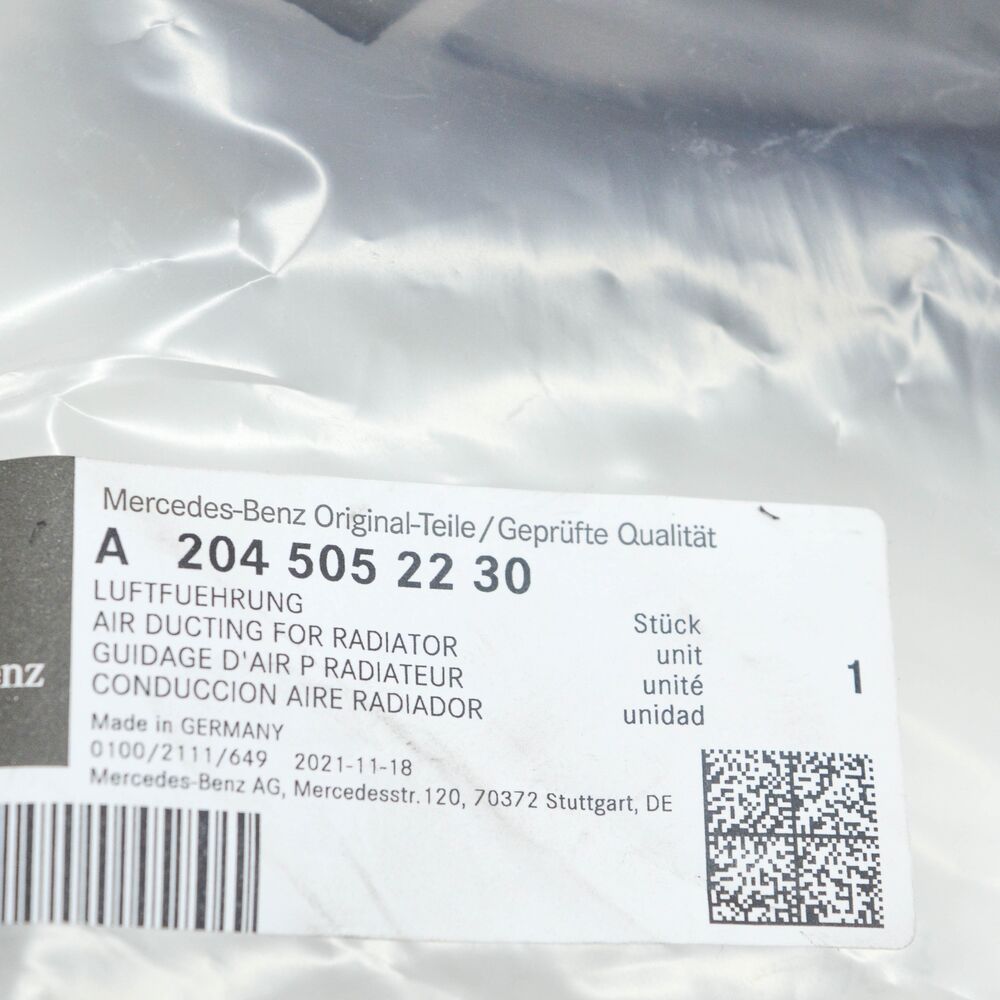 Mercedes-Benz Original-Teile/Geprüfte Qualität
A 204 505 22 30
LUFTFUEHRUNG
AIR DUCTING FOR RADIATOR
GUIDAGE D'AIR P RADIATEUR
CONDUCCION AIRE RADIADOR
Stück
unit
unité
unidad
1
nz
Made in GERMANY
0100/2111/649 2021-11-18
Mercedes-Benz AG, Mercedesstr.120, 70372 Stuttgart, DE